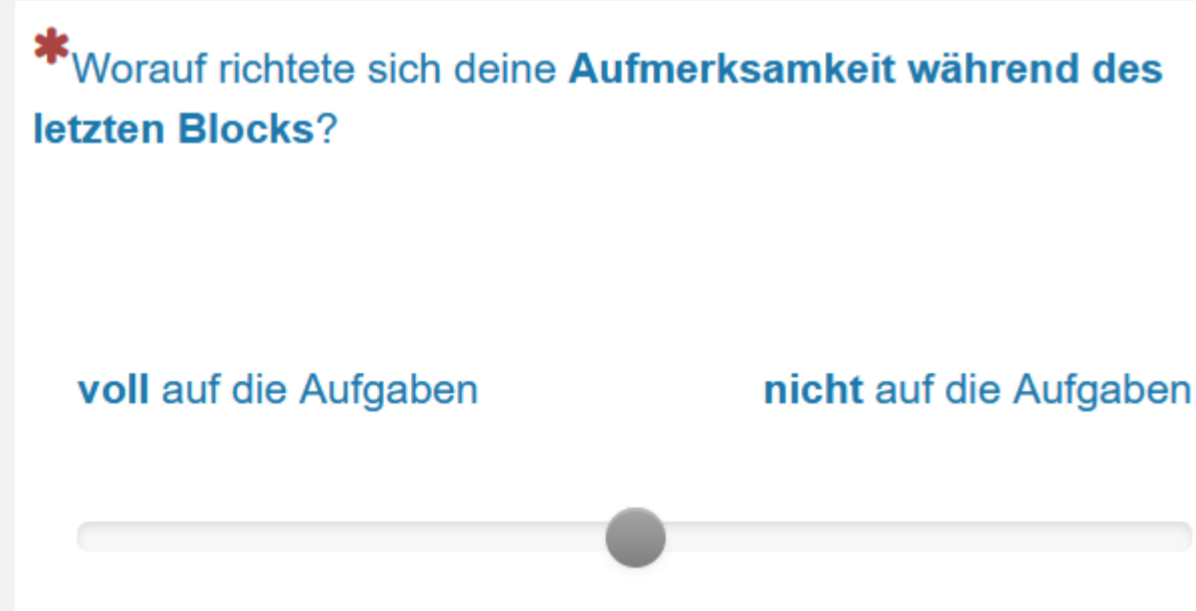 *Worauf richtete sich deine Aufmerksamkeit während des
letzten Blocks?
voll auf die Aufgaben nicht auf die Aufgaben